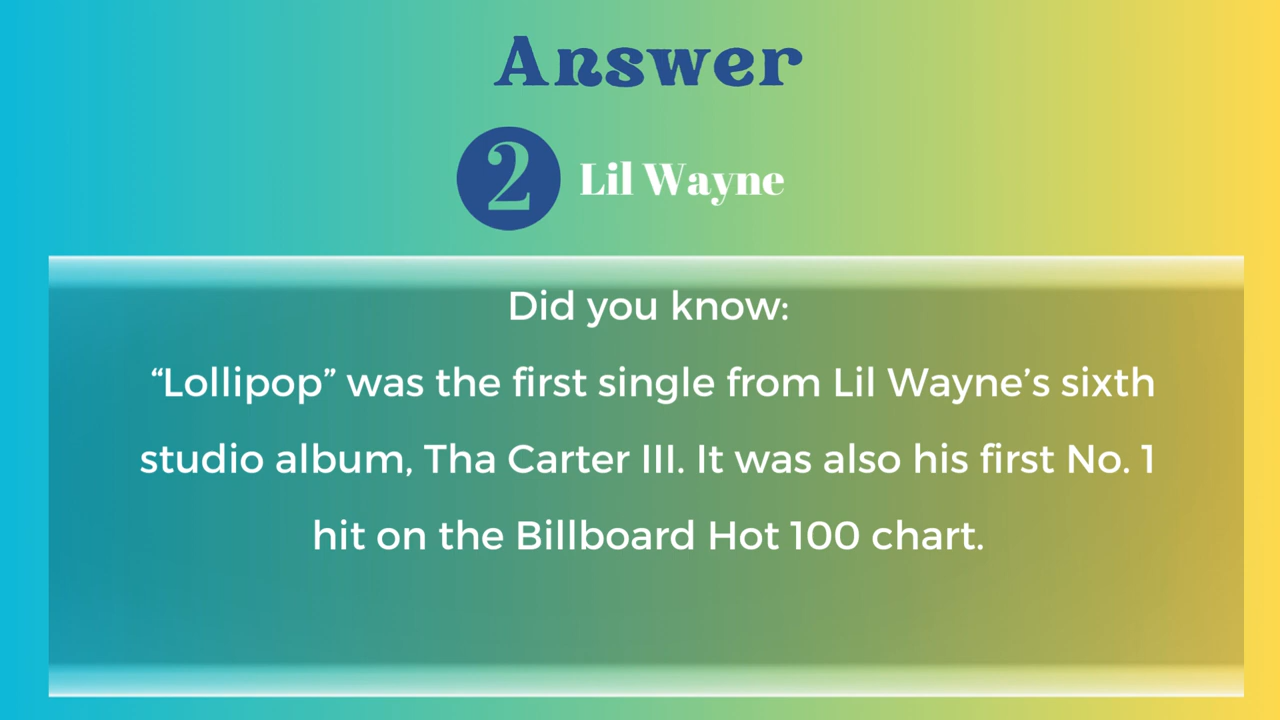 Answer
2 Lil Wayne
Did you know:
“Lollipop” was the first single from Lil Wayne’s sixth
studio album, Tha Carter III. It was also his first No. 1
hit on the Billboard Hot 100 chart.